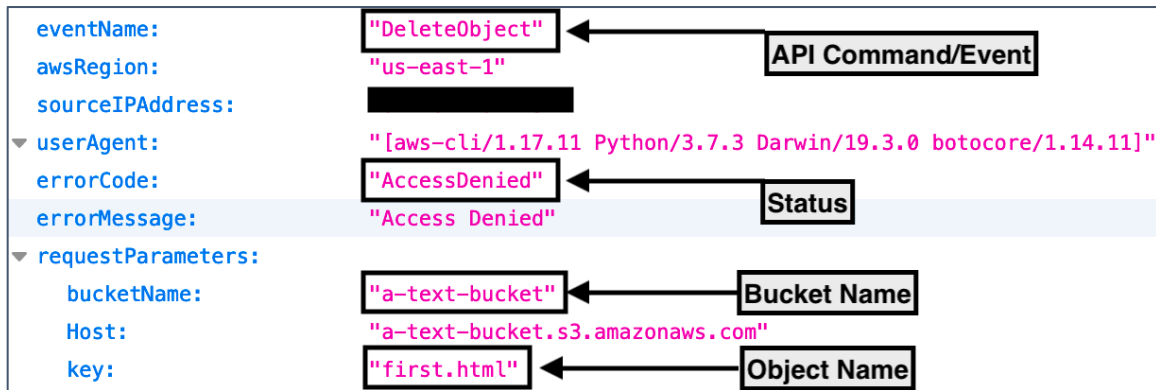 eventName: "DeleteObject"
API Command/Event
awsRegion: "us-east-1"
sourceIPAddress:
userAgent: "[aws-cli/1.17.11 Python/3.7.3 Darwin/19.3.0 botocore/1.14.11]"
errorCode: "AccessDenied"
Status
errorMessage: "Access Denied"
requestParameters:
bucketName: "a-text-bucket" Bucket Name
Host: "a-text-bucket.s3.amazonaws.com"
key: "first.html" Object Name